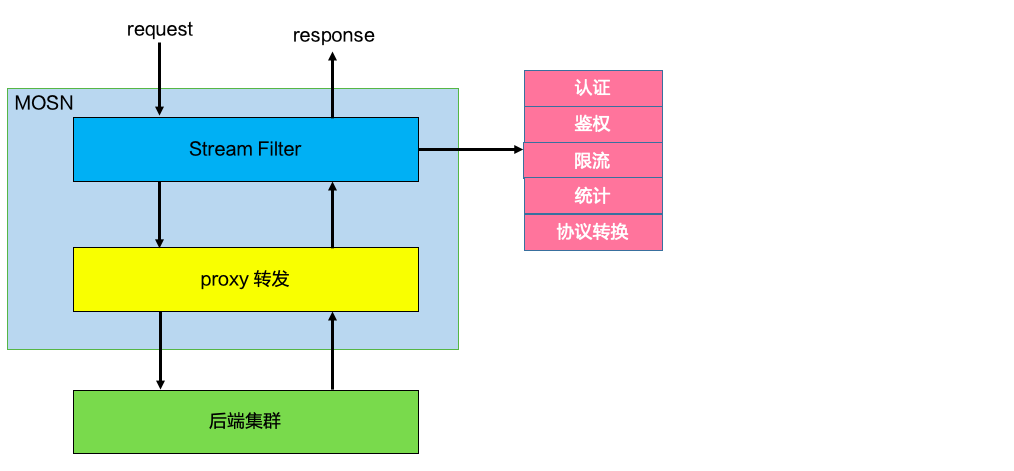 request
response
MOSN
Stream Filter
proxy 转发
后端集群
认证
鉴权
限流
统计
协议转换